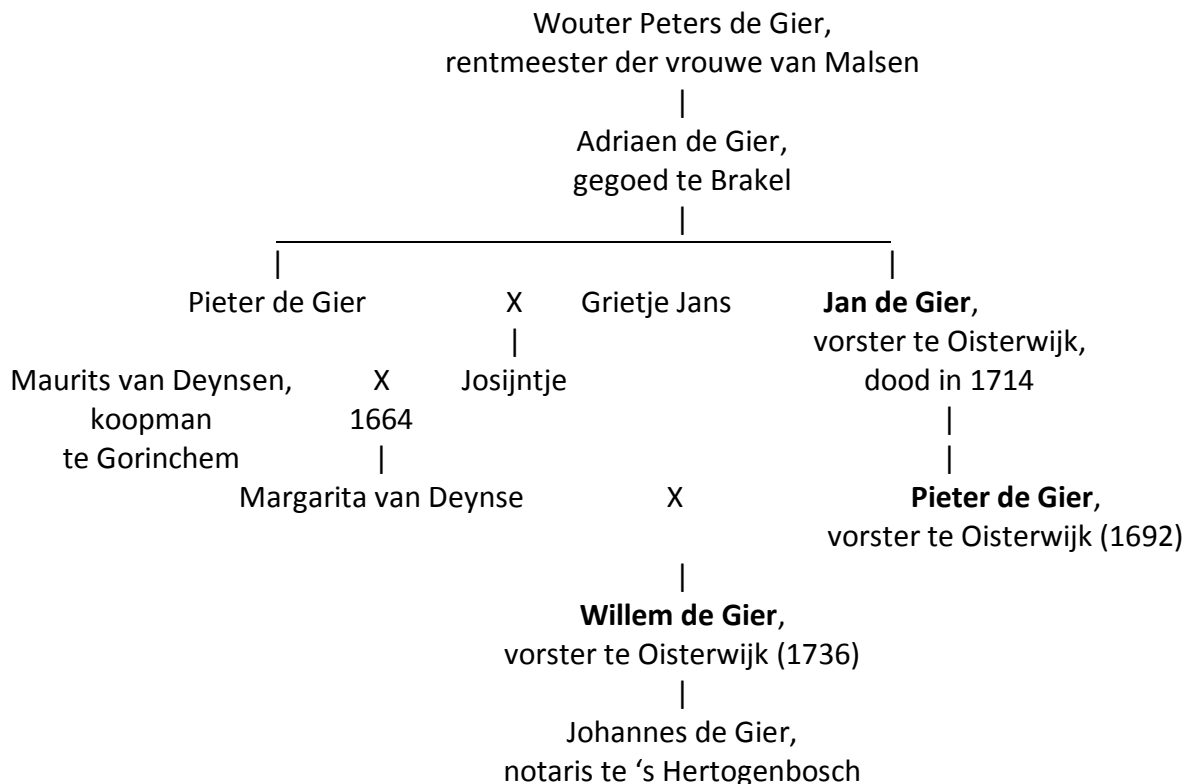 Wouter Peters de Gier,
rentmeester der vrouwe van Malsen
|
Adriaen de Gier,
gegoed te Brakel
|
| |
Pieter de Gier X Grietje Jans Jan de Gier,
| vorster te Oisterwijk,
Maurits van Deynsen, X Josijntje dood in 1714
koopman 1664 |
te Gorinchem | |
Margarita van Deynse X Pieter de Gier,
vorster te Oisterwijk (1692)
|
Willem de Gier,
vorster te Oisterwijk (1736)
|
Johannes de Gier,
notaris te ‘s Hertogenbosch